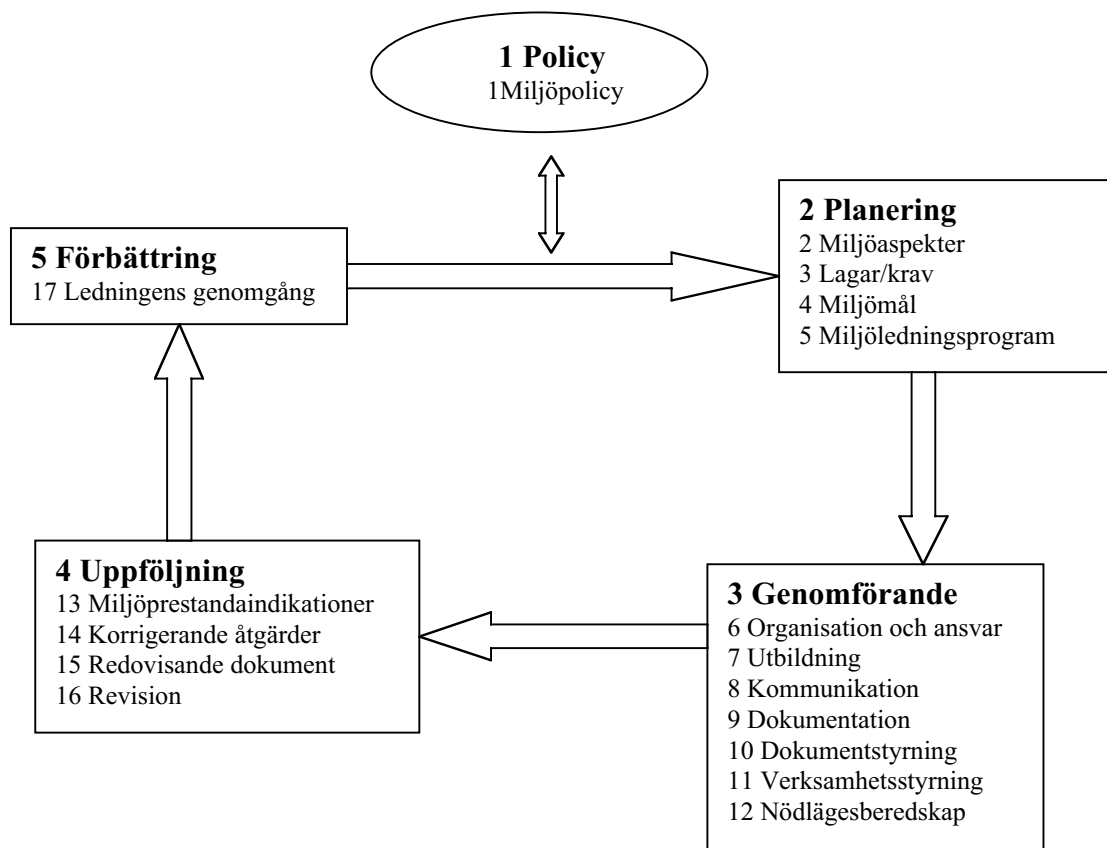 1 Policy
1Miljöpolicy
2 Planering
2 Miljöaspekter
3 Lagar/krav
4 Miljömål
5 Miljöledningsprogram
5 Förbättring
17 Ledningens genomgång
4 Uppföljning
13 Miljöprestandaindikationer
14 Korrigerande åtgärder
15 Redovisande dokument
16 Revision
3 Genomförande
6 Organisation och ansvar
7 Utbildning
8 Kommunikation
9 Dokumentation
10 Dokumentstyrning
11 Verksamhetsstyrning
12 Nödlägesberedskap